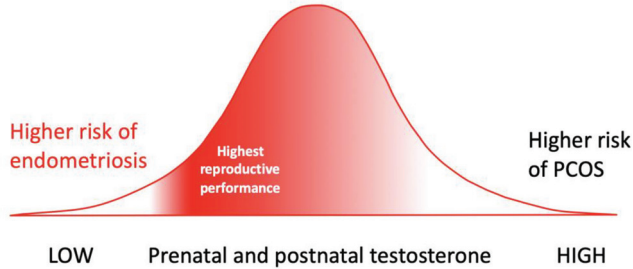 Higher risk of
endometriosis
Highest
reproductive
performance
Higher risk
of PCOS
LOW
Prenatal and postnatal testosterone
HIGH